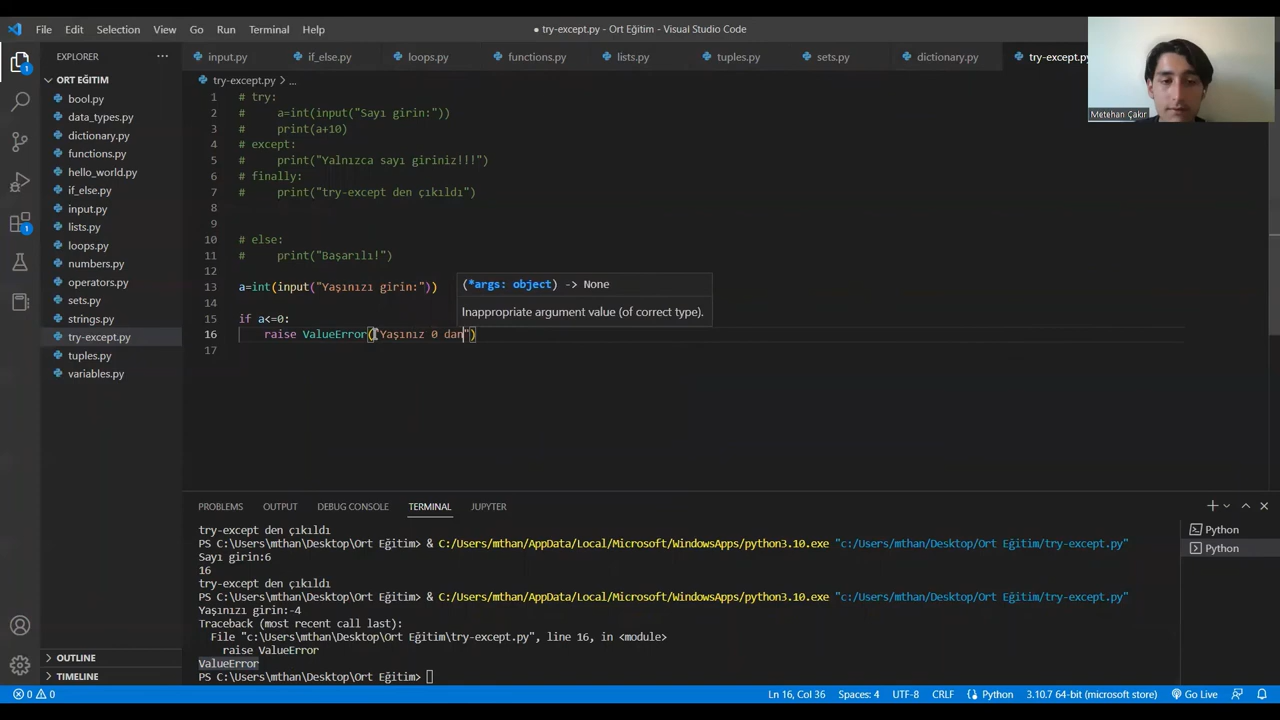 File Edit Selection View Go Run Terminal Help
● try-except.py - Ort Eğitim - Visual Studio Code
EXPLORER
input.py if_else.py loops.py functions.py lists.py tuples.py sets.py dictionary.py try-except.py
Metehan Çakır
ORT EĞİTİM
try-except.py > ...
bool.py
data_types.py
dictionary.py
functions.py
hello_world.py
if_else.py
input.py
lists.py
loops.py
numbers.py
operators.py
sets.py
strings.py
try-except.py
tuples.py
variables.py
OUTLINE
TIMELINE
1 # try:
2 #     a=int(input("Sayı girin:"))
3 #     print(a+10)
4 # except:
5 #     print("Yalnızca sayı giriniz!!!")
6 # finally:
7 #     print("try-except den çıkıldı")
8
9
10 # else:
11 #     print("Başarılı!")
12
13 a=int(input("Yaşınızı girin:"))
14
15 if a<=0:
16     raise ValueError("Yaşınız 0 dan")
17
(*args: object) -> None
Inappropriate argument value (of correct type).
PROBLEMS OUTPUT DEBUG CONSOLE TERMINAL JUPYTER
Python
Python
try-except den çıkıldı
PS C:\Users\mthan\Desktop\Ort Eğitim> & C:/Users/mthan/AppData/Local/Microsoft/WindowsApps/python3.10.exe "c:/Users/mthan/Desktop/Ort Eğitim/try-except.py"
Sayı girin:6
16
try-except den çıkıldı
PS C:\Users\mthan\Desktop\Ort Eğitim> & C:/Users/mthan/AppData/Local/Microsoft/WindowsApps/python3.10.exe "c:/Users/mthan/Desktop/Ort Eğitim/try-except.py"
Yaşınızı girin:-4
Traceback (most recent call last):
  File "c:\Users\mthan\Desktop\Ort Eğitim\try-except.py", line 16, in <module>
    raise ValueError
ValueError
PS C:\Users\mthan\Desktop\Ort Eğitim>
0 0 Ln 16, Col 36 Spaces: 4 UTF-8 CRLF Python 3.10.7 64-bit (microsoft store) Go Live